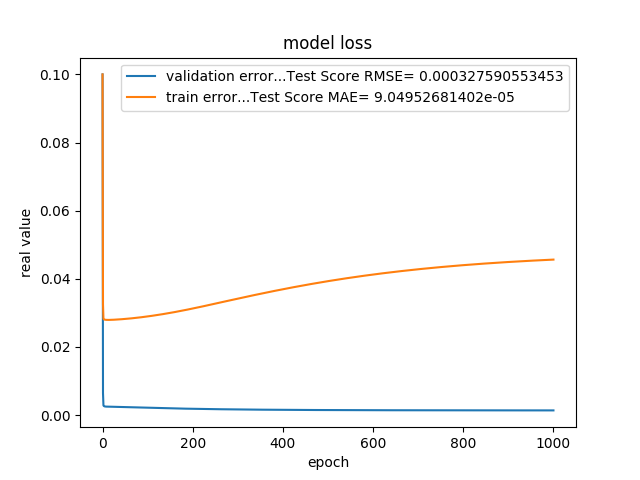 model loss
validation error...Test Score RMSE= 0.000327590553453
train error...Test Score MAE= 9.04952681402e-05
0.10
0.08
0.06
0.04
0.02
0.00
real value
0 200 400 600 800 1000
epoch